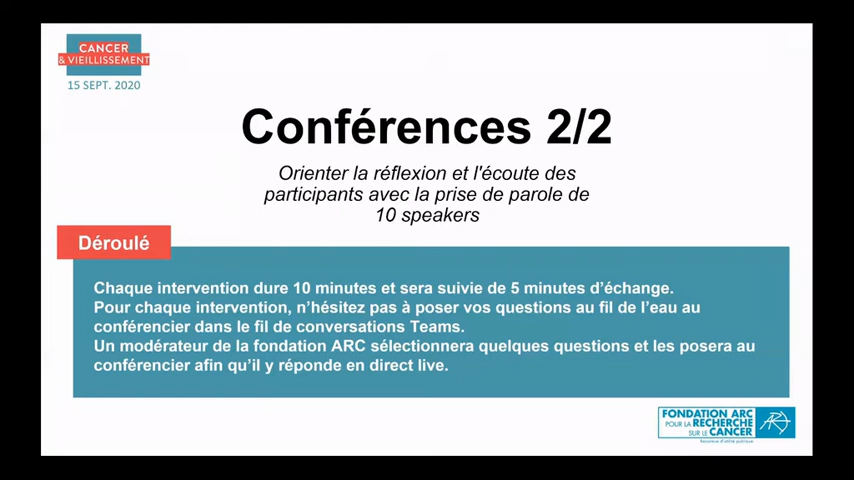 CANCER
& VIEILLISSEMENT
15 SEPT. 2020
Conférences 2/2
Orienter la réflexion et l'écoute des
participants avec la prise de parole de
10 speakers
Déroulé
Chaque intervention dure 10 minutes et sera suivie de 5 minutes d’échange.
Pour chaque intervention, n’hésitez pas à poser vos questions au fil de l’eau au
conférencier dans le fil de conversations Teams.
Un modérateur de la fondation ARC sélectionnera quelques questions et les posera au
conférencier afin qu’il y réponde en direct live.
FONDATION ARC
POUR LA RECHERCHE
SUR LE CANCER
Reconnue d’utilité publique